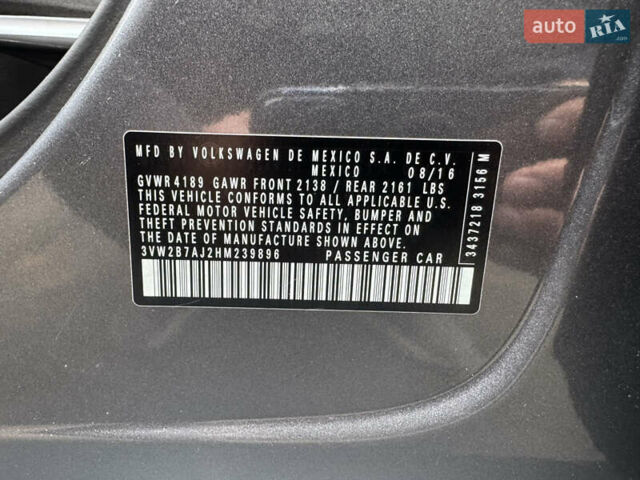 auto RIA .com
MFD BY VOLKSWAGEN DE MEXICO S.A. DE C.V.
MEXICO 08/16
GVWR 4189 GAWR FRONT 2138 / REAR 2161 LBS
THIS VEHICLE CONFORMS TO ALL APPLICABLE U.S.
FEDERAL MOTOR VEHICLE SAFETY, BUMPER AND
THEFT PREVENTION STANDARDS IN EFFECT ON
THE DATE OF MANUFACTURE SHOWN ABOVE.
3VW2B7AJ2HM239896 PASSENGER CAR
3437218 3156 M